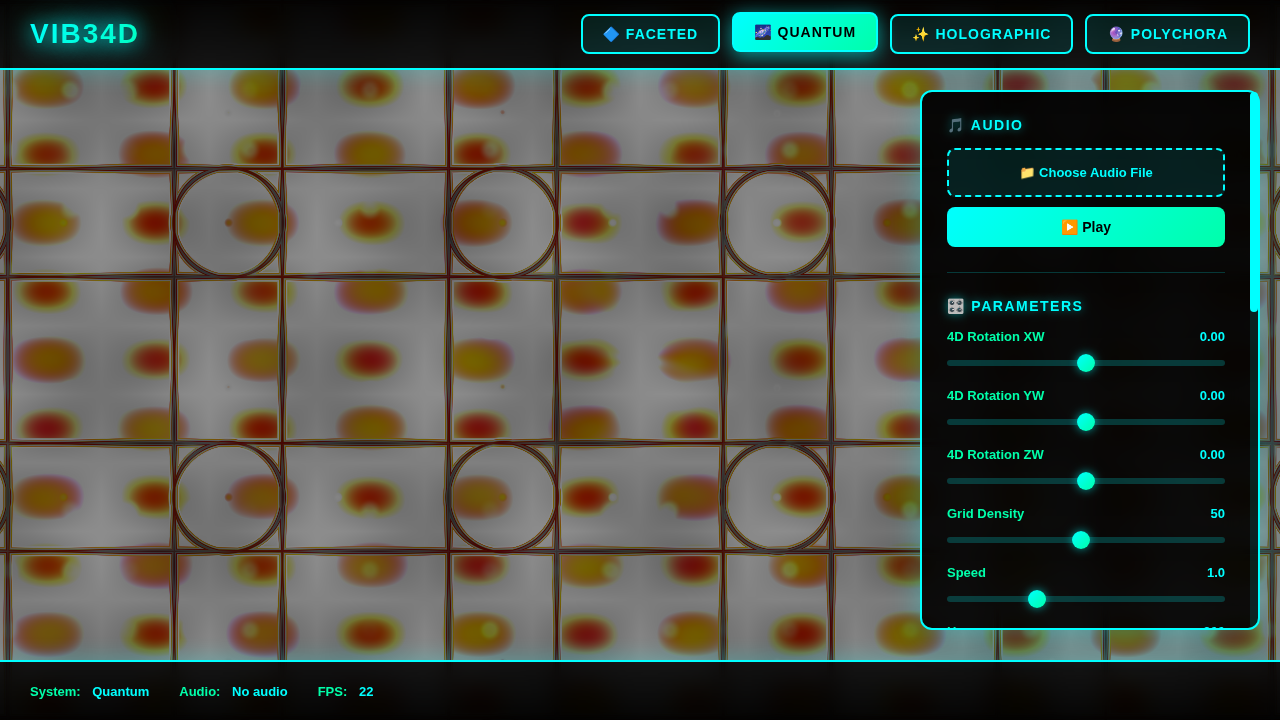 VIB34D
🔷 FACETED
🌌 QUANTUM
✨ HOLOGRAPHIC
🔮 POLYCHORA
🎵 AUDIO
📁 Choose Audio File
▶️ Play
🎛️ PARAMETERS
4D Rotation XW 0.00
4D Rotation YW 0.00
4D Rotation ZW 0.00
Grid Density 50
Speed 1.0
System: Quantum Audio: No audio FPS: 22